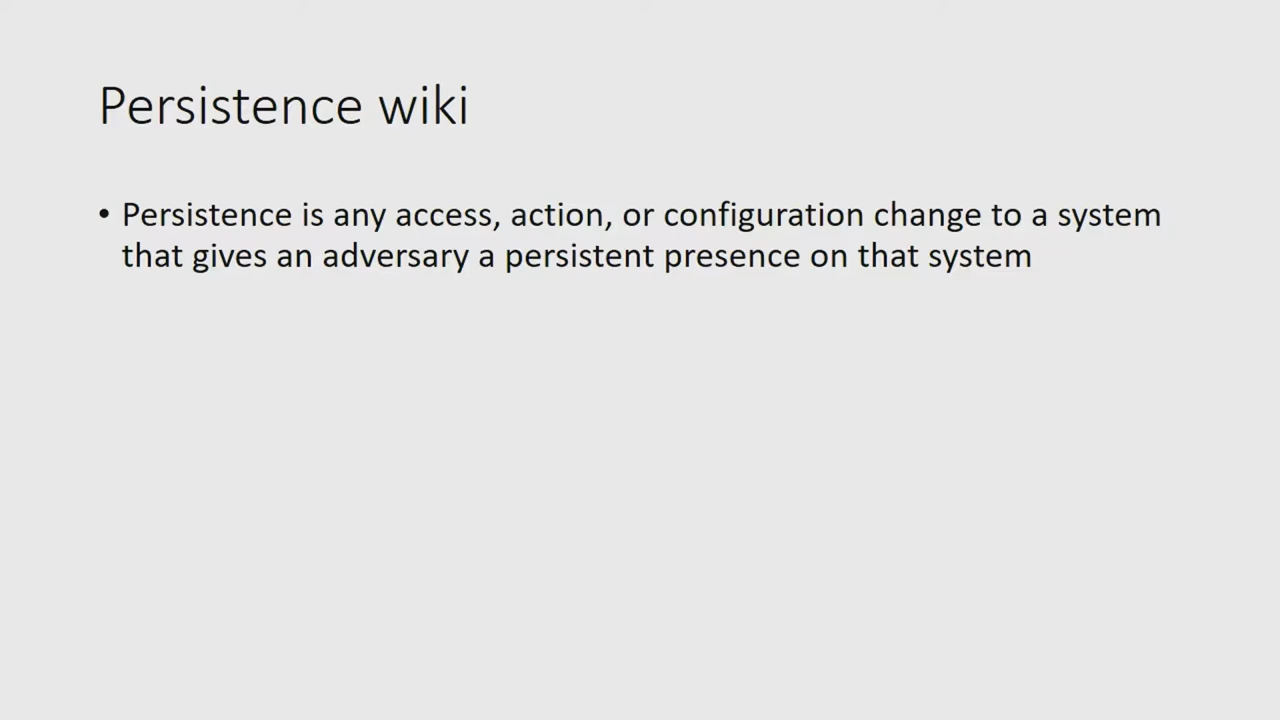 Persistence wiki
• Persistence is any access, action, or configuration change to a system
that gives an adversary a persistent presence on that system